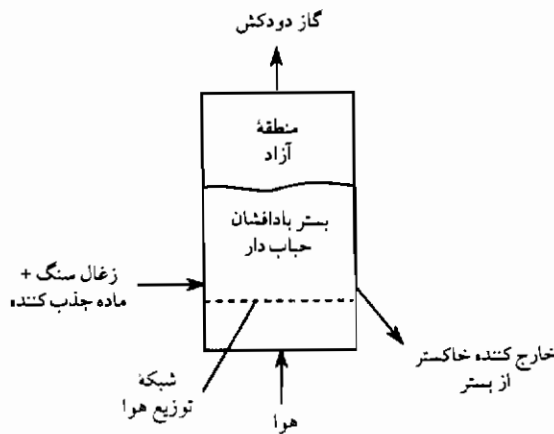 گاز دودکش
منطقهٔ
آزاد
بستر بادافشان
حباب دار
زغال سنگ +
ماده جذب کننده
خارج کننده خاکستر
از بستر
شبکهٔ
توزیع هوا
هوا